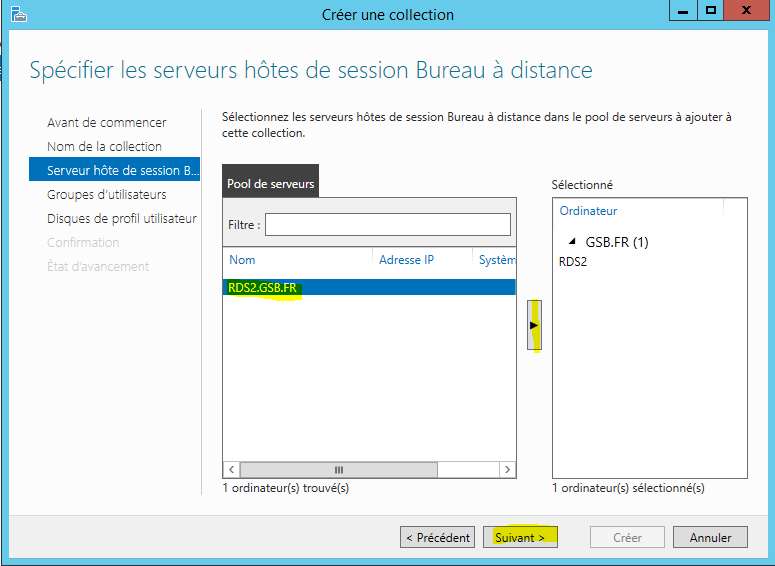 Créer une collection
Spécifier les serveurs hôtes de session Bureau à distance
Avant de commencer
Nom de la collection
Serveur hôte de session B...
Groupes d'utilisateurs
Disques de profil utilisateur
Confirmation
État d'avancement
Sélectionnez les serveurs hôtes de session Bureau à distance dans le pool de serveurs à ajouter à
cette collection.
Pool de serveurs
Filtre :
Nom Adresse IP Systèm
RDS2.GSB.FR
1 ordinateur(s) trouvé(s)
Sélectionné
Ordinateur
GSB.FR (1)
RDS2
1 ordinateur(s) sélectionné(s)
< Précédent Suivant > Créer Annuler